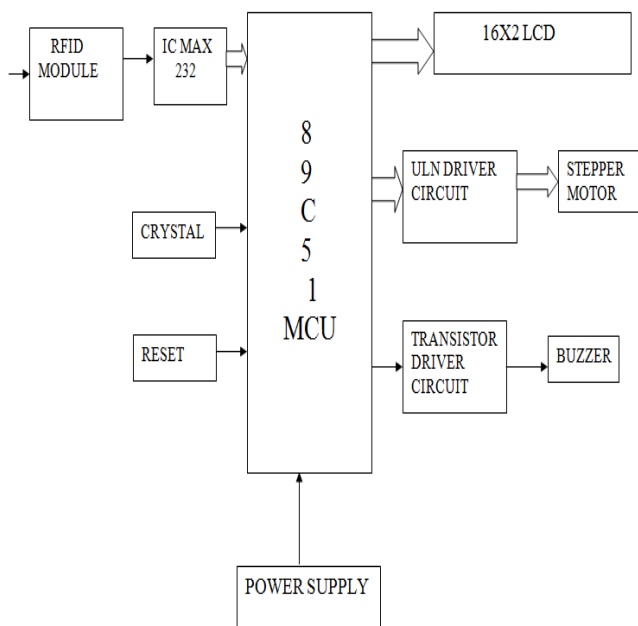 RFID
MODULE
IC MAX
232
16X2 LCD
8
9
C
5
1
MCU
ULN DRIVER
CIRCUIT
STEPPER
MOTOR
CRYSTAL
RESET
TRANSISTOR
DRIVER
CIRCUIT
BUZZER
POWER SUPPLY